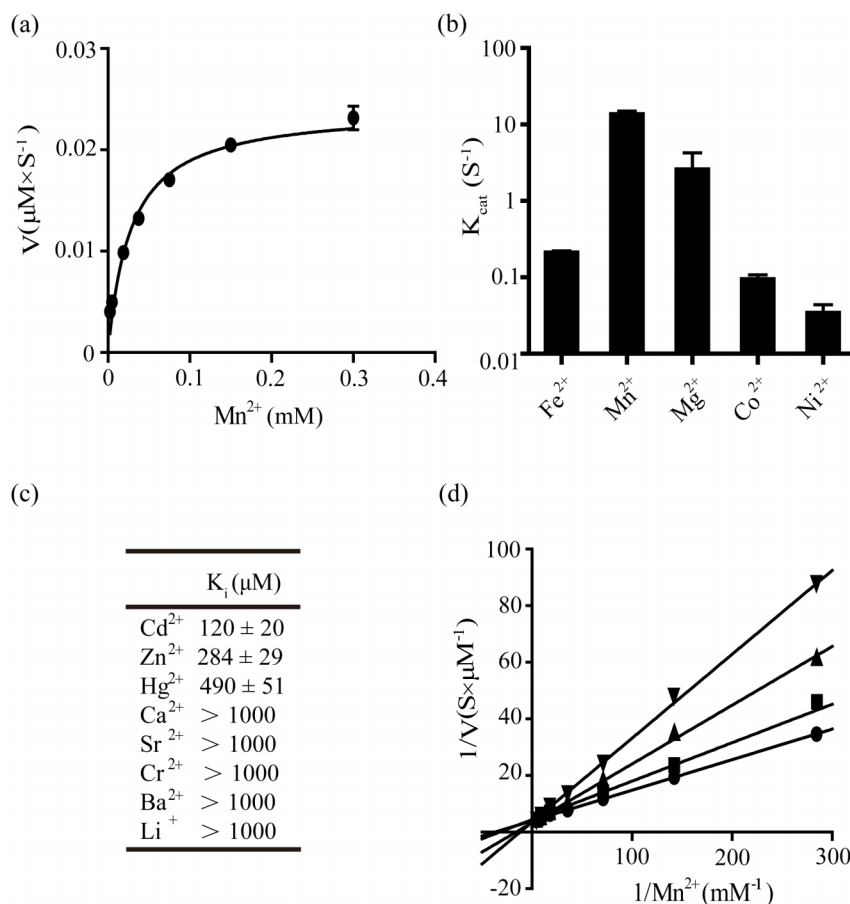 (a)
0.03
0.02
0.01
0
V(μM×S⁻¹)
0 0.1 0.2 0.3 0.4
Mn²⁺ (mM)
(b)
100
10
1
0.1
0.01
K_cat (S⁻¹)
Fe²⁺ Mn²⁺ Mg²⁺ Co²⁺ Ni²⁺
(c)
K_i (μM)
Cd²⁺ 120 ± 20
Zn²⁺ 284 ± 29
Hg²⁺ 490 ± 51
Ca²⁺ > 1000
Sr²⁺ > 1000
Cr²⁺ > 1000
Ba²⁺ > 1000
Li⁺ > 1000
(d)
100
80
60
40
20
-20
1/V(S×μM⁻¹)
100 200 300
1/Mn²⁺ (mM⁻¹)